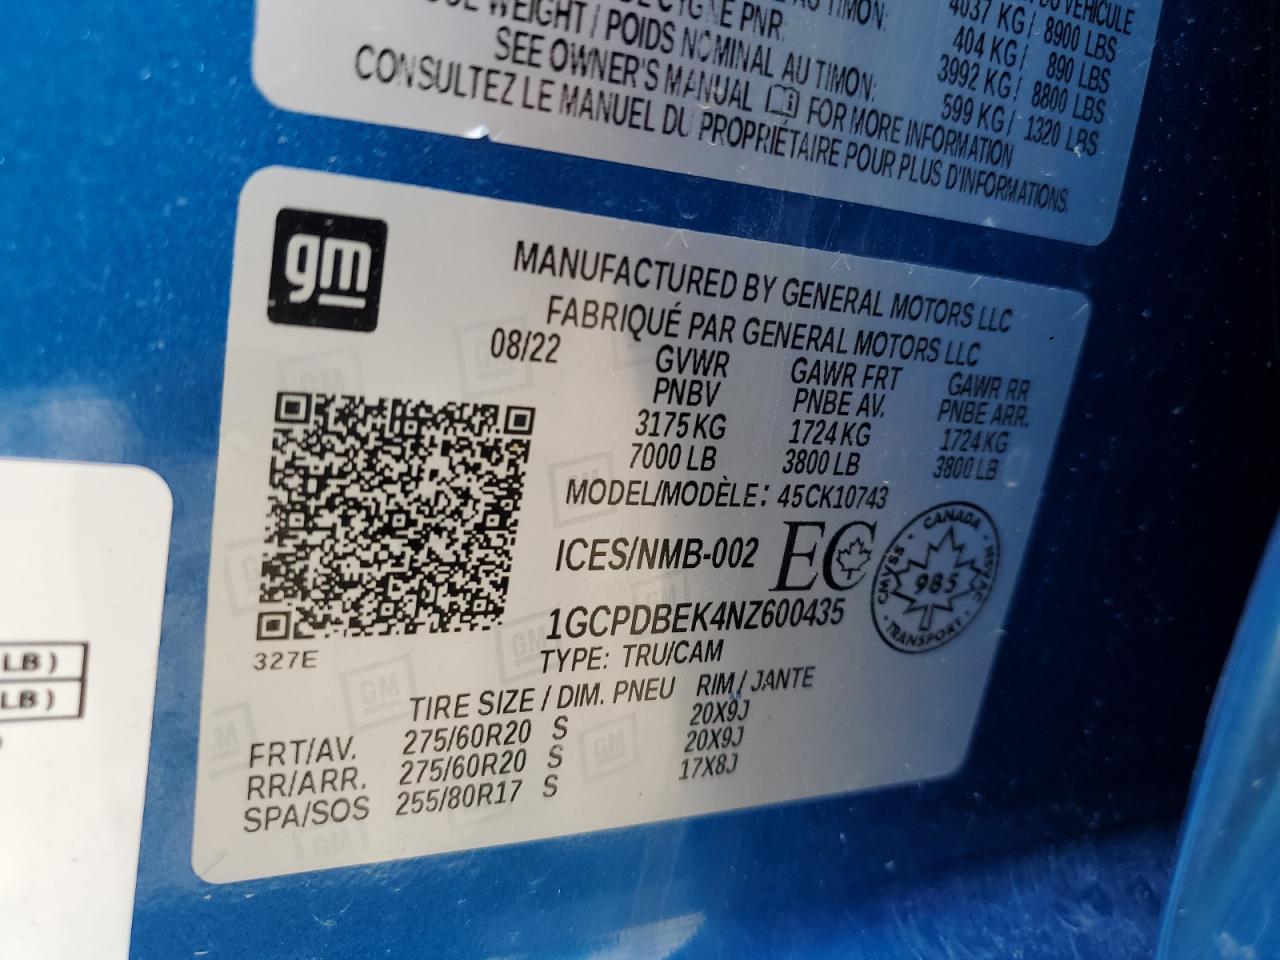 TIMON:
4037 KG / 8900 LBS
PNR
404 KG / 890 LBS
WEIGHT / POIDS NOMINAL AU TIMON:
3992 KG / 8800 LBS
599 KG / 1320 LBS
SEE OWNER'S MANUAL FOR MORE INFORMATION
CONSULTEZ LE MANUEL DU PROPRIÉTAIRE POUR PLUS D'INFORMATIONS.
gm
MANUFACTURED BY GENERAL MOTORS LLC
FABRIQUÉ PAR GENERAL MOTORS LLC
08/22 GVWR GAWR FRT GAWR RR
PNBV PNBE AV. PNBE ARR.
3175 KG 1724 KG 1724 KG
7000 LB 3800 LB 3800 LB
MODEL/MODÈLE: 45CK10743
ICES/NMB-002 EC
CANADA
CMVSS 985 NSVAC
TRANSPORT
1GCPDBEK4NZ600435
327E
TYPE: TRU/CAM
TIRE SIZE / DIM. PNEU RIM / JANTE
FRT/AV. 275/60R20 S 20X9J
RR/ARR. 275/60R20 S 20X9J
SPA/SOS 255/80R17 S 17X8J
LB )
LB )